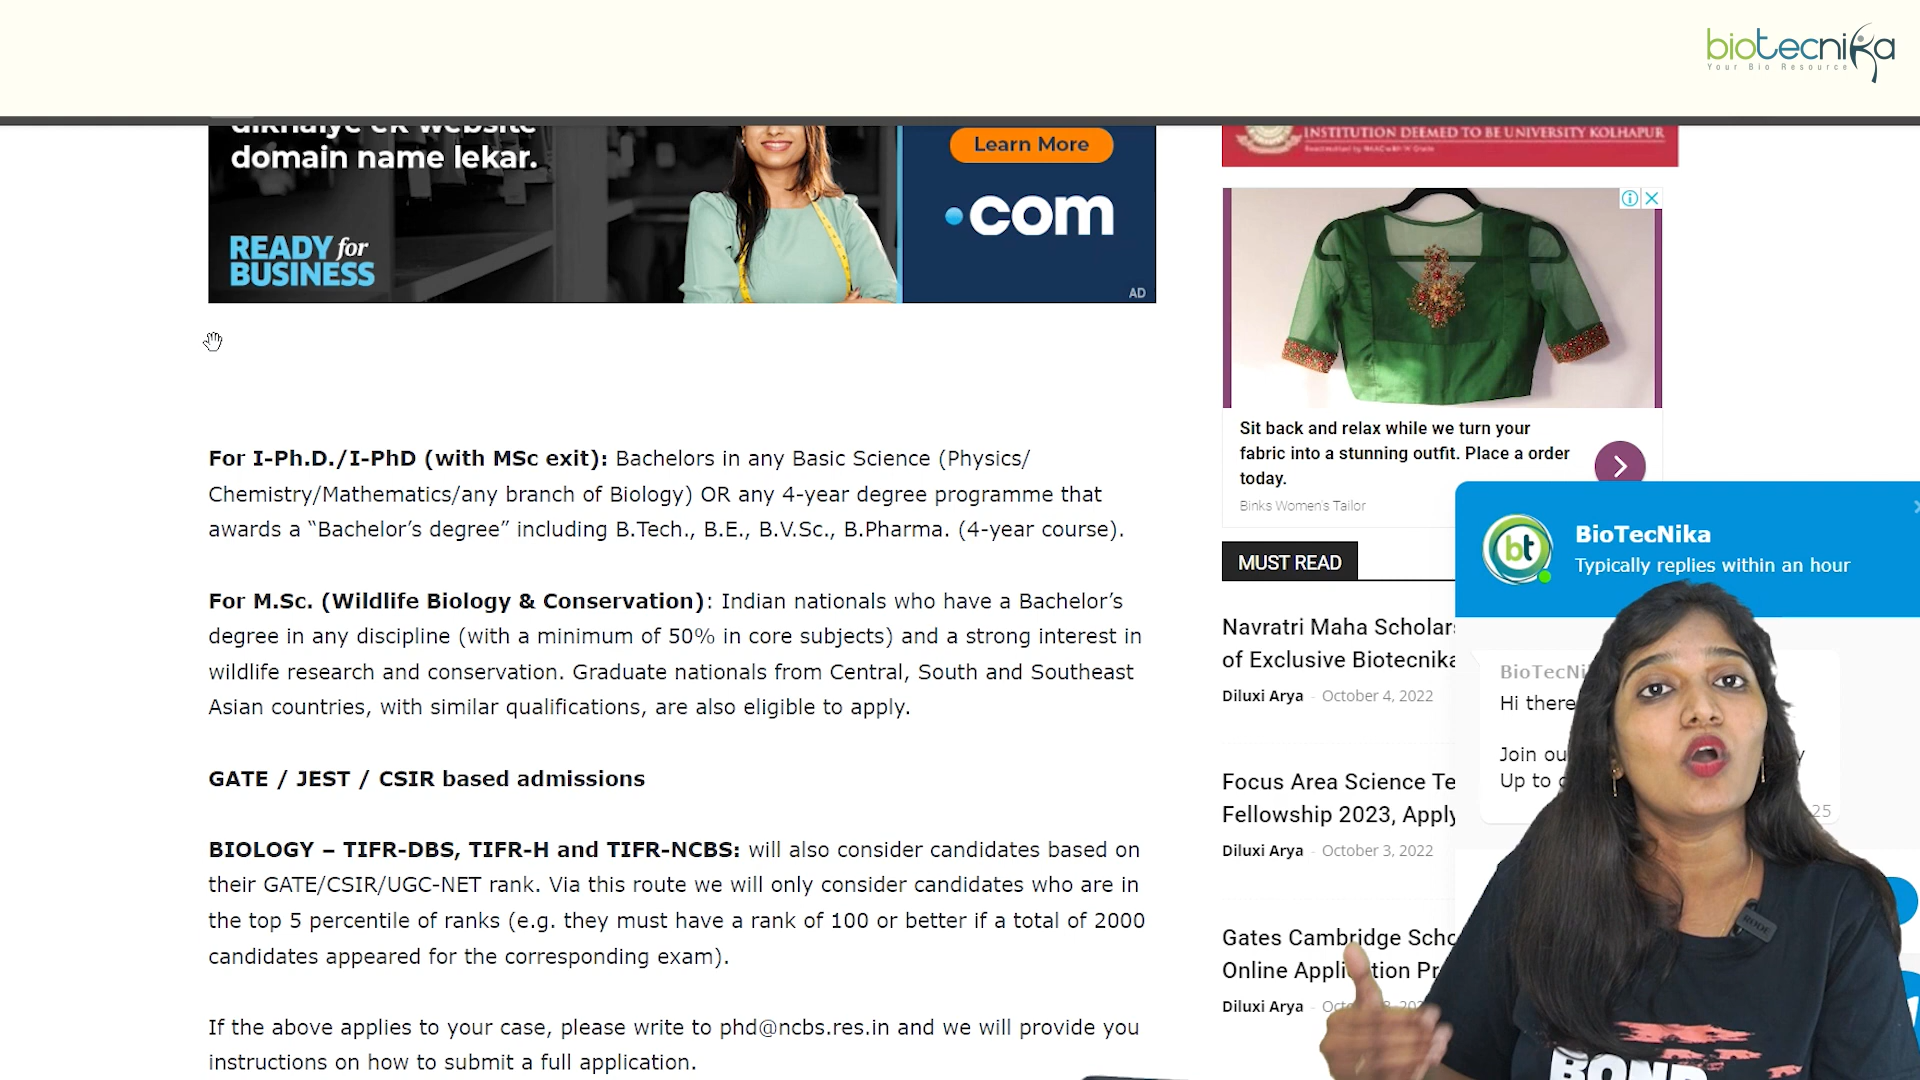 biotecnika
Your Bio Resource
domain name lekar.
READY for
BUSINESS
Learn More
.com
AD
INSTITUTION DEEMED TO BE UNIVERSITY KOLHAPUR
For I-Ph.D./I-PhD (with MSc exit): Bachelors in any Basic Science (Physics/
Chemistry/Mathematics/any branch of Biology) OR any 4-year degree programme that
awards a “Bachelor’s degree” including B.Tech., B.E., B.V.Sc., B.Pharma. (4-year course).
For M.Sc. (Wildlife Biology & Conservation): Indian nationals who have a Bachelor’s
degree in any discipline (with a minimum of 50% in core subjects) and a strong interest in
wildlife research and conservation. Graduate nationals from Central, South and Southeast
Asian countries, with similar qualifications, are also eligible to apply.
GATE / JEST / CSIR based admissions
BIOLOGY – TIFR-DBS, TIFR-H and TIFR-NCBS: will also consider candidates based on
their GATE/CSIR/UGC-NET rank. Via this route we will only consider candidates who are in
the top 5 percentile of ranks (e.g. they must have a rank of 100 or better if a total of 2000
candidates appeared for the corresponding exam).
If the above applies to your case, please write to phd@ncbs.res.in and we will provide you
instructions on how to submit a full application.
Sit back and relax while we turn your
fabric into a stunning outfit. Place a order
today.
Binks Women's Tailor
MUST READ
Navratri Maha
of Exclusive
Diluxi Arya - October 4, 2022
Focus Area Science
Fellowship 2023, Apply
Diluxi Arya - October 3, 2022
Gates Cambridge
Online
Diluxi Arya
bt
BioTecNika
Typically replies within an hour
Hi there
Join
Up to
25
RODE
BOND